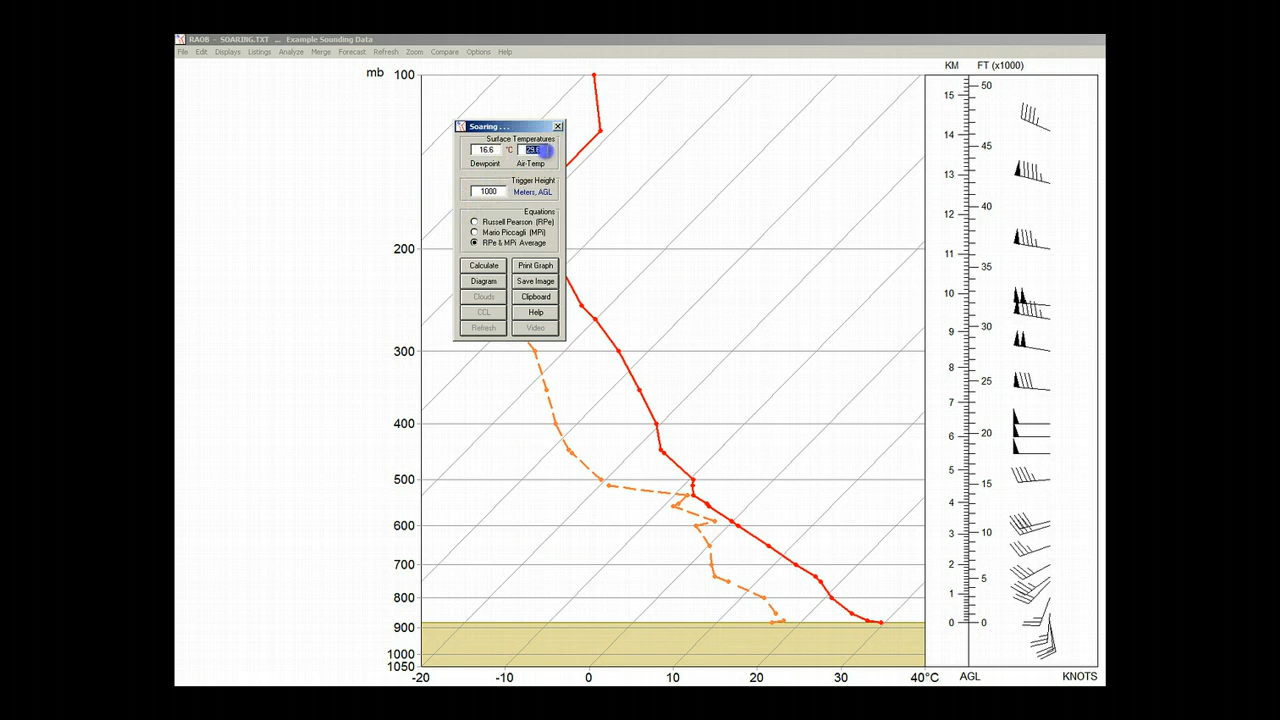 RAOB - SOARING.TXT ... Example Sounding Data
File Edit Displays Listings Analyze Merge Forecast Refresh Zoom Compare Options Help
mb
100
200
300
400
500
600
700
800
900
1000
1050
-20 -10 0 10 20 30 40°C
Soaring ...
Surface Temperatures
16.6 °C
Dewpoint Air-Temp
Trigger Height
1000 Meters, AGL
Equations
Russell Pearson (RPe)
Mario Piccagli (MPi)
RPe & MPi Average
Calculate Print Graph
Diagram Save Image
Clouds Clipboard
CCL Help
Refresh Video
KM FT (x1000)
15
14
13
12
11
10
9
8
7
6
5
4
3
2
1
0
50
45
40
35
30
25
20
15
10
5
0
AGL KNOTS